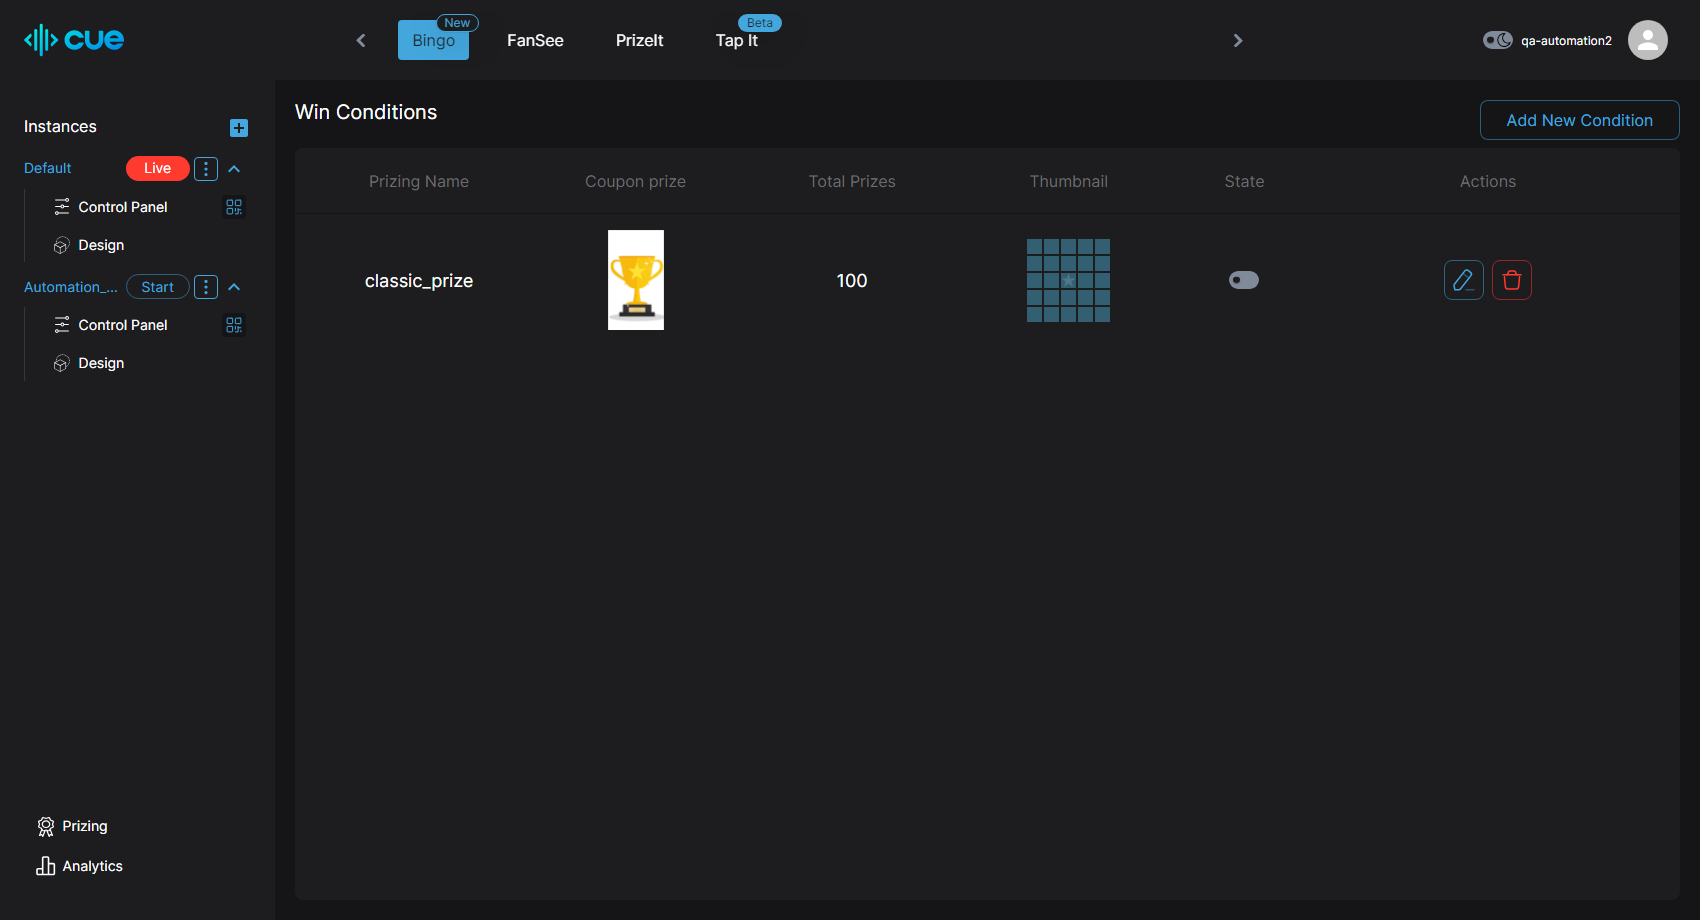 cue
Bingo
New
FanSee
PrizeIt
Tap It
Beta
qa-automation2
Instances
Default
Live
Control Panel
Design
Automation_...
Start
Control Panel
Design
Prizing
Analytics
Win Conditions
Add New Condition
Prizing Name Coupon prize Total Prizes Thumbnail State Actions
classic_prize 100